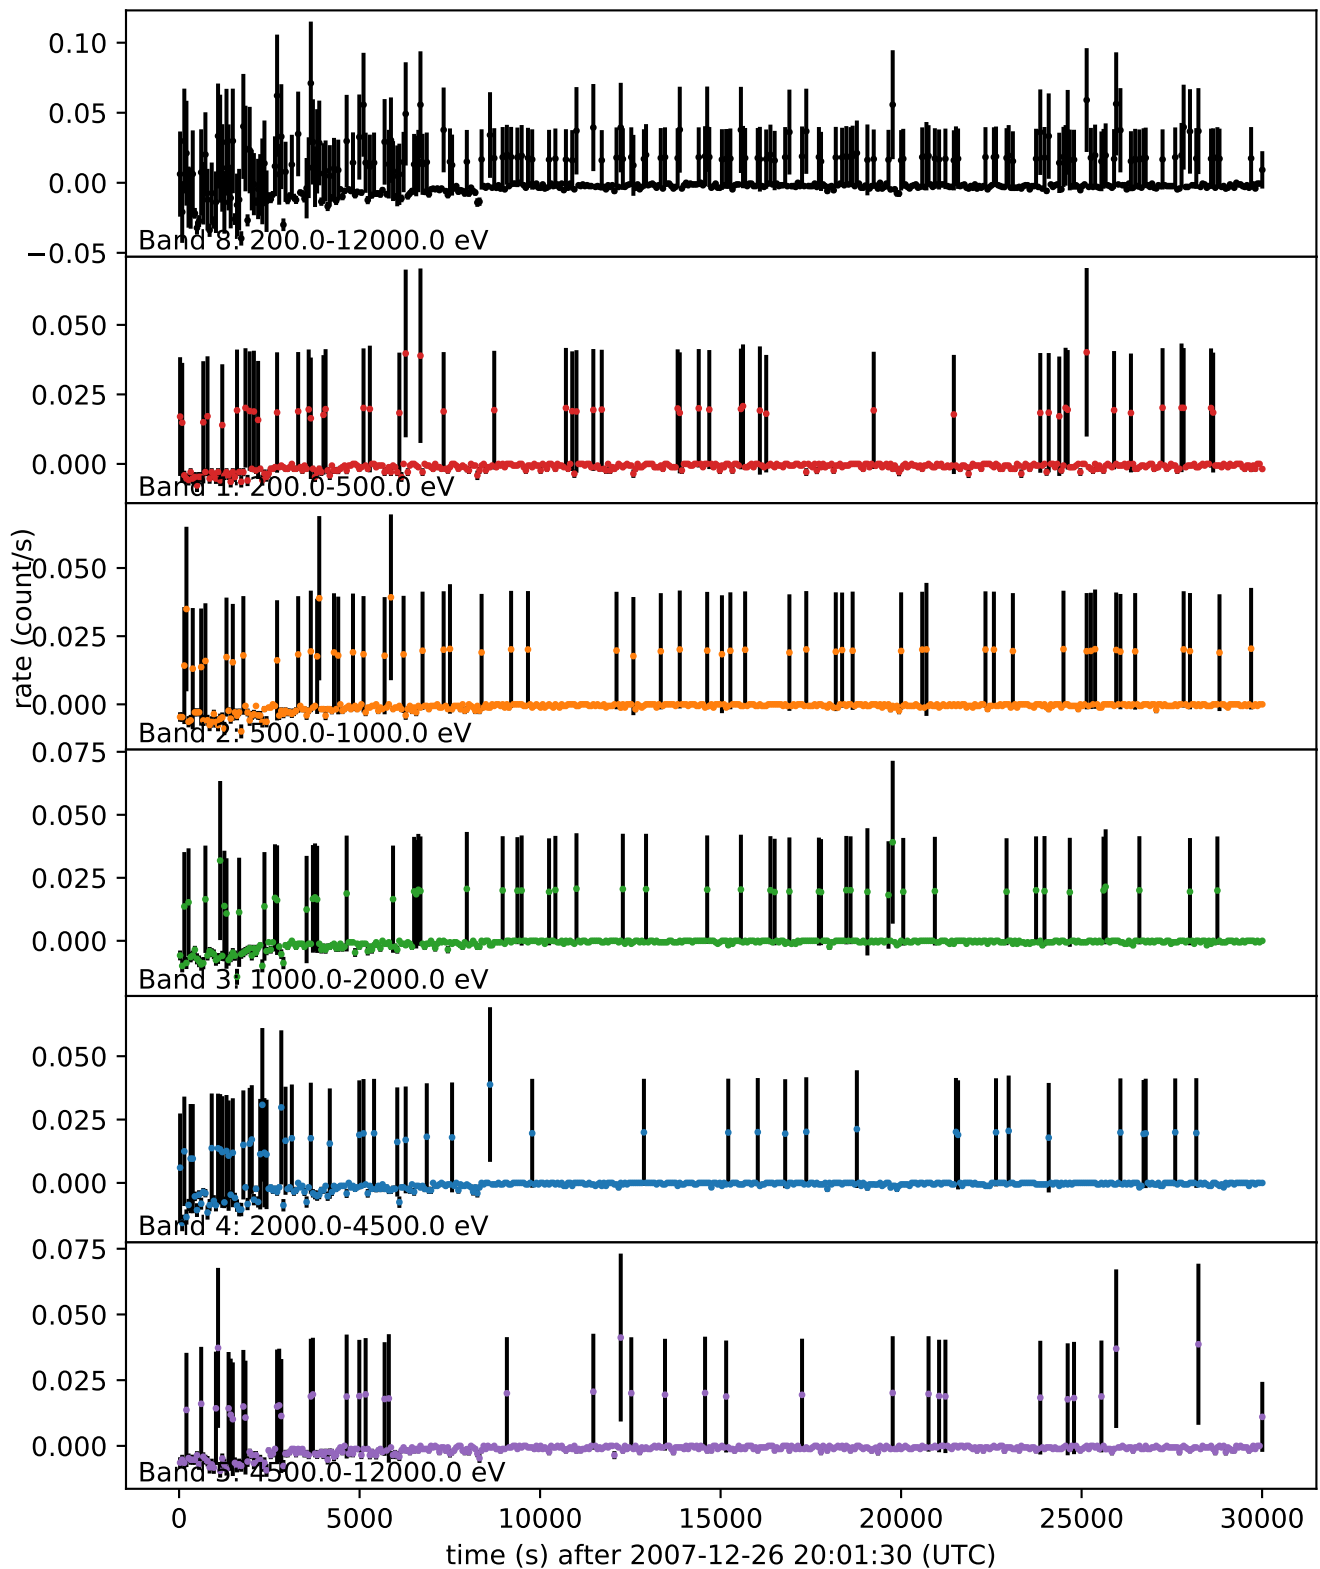 0.10
0.05
0.00
−0.05
Band 8: 200.0-12000.0 eV
0.050
0.025
0.000
Band 1: 200.0-500.0 eV
rate (count/s)
0.050
0.025
0.000
Band 2: 500.0-1000.0 eV
0.075
0.050
0.025
0.000
Band 3: 1000.0-2000.0 eV
0.050
0.025
0.000
Band 4: 2000.0-4500.0 eV
0.075
0.050
0.025
0.000
Band 5: 4500.0-12000.0 eV
0 5000 10000 15000 20000 25000 30000
time (s) after 2007-12-26 20:01:30 (UTC)